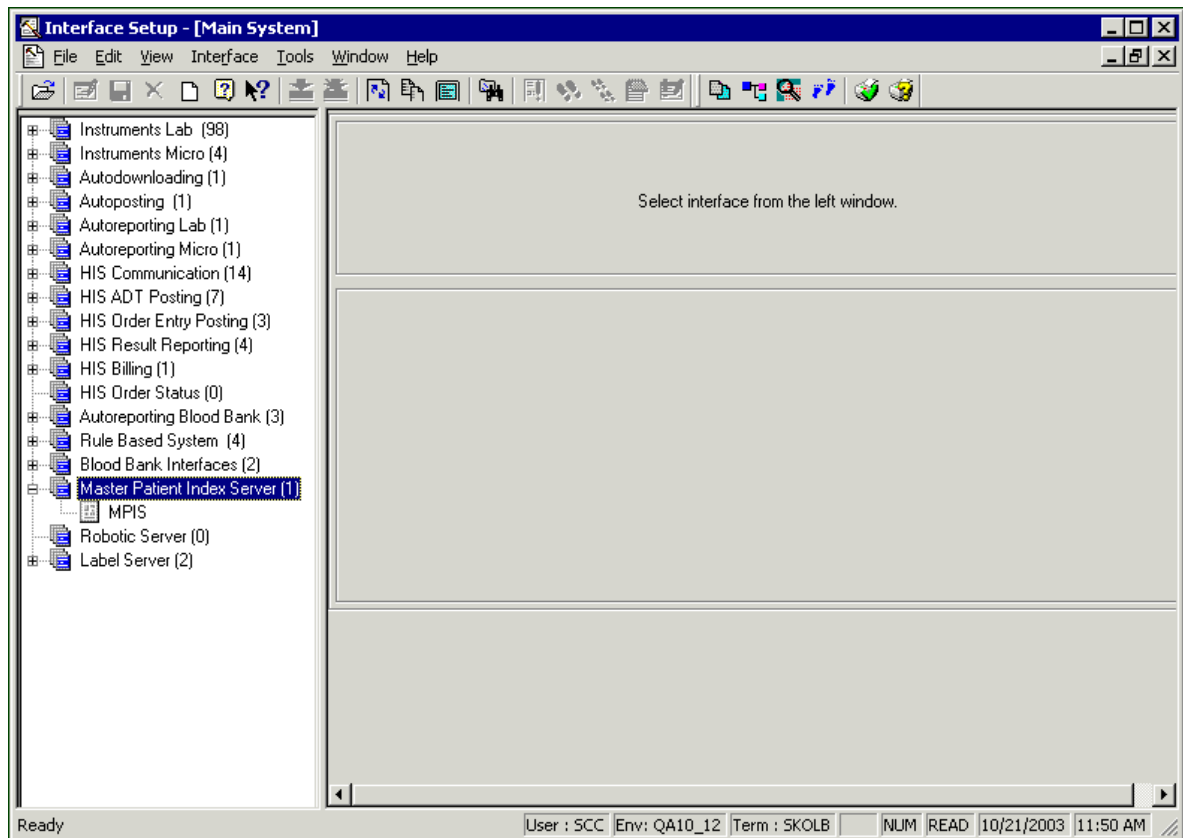 Interface Setup - [Main System]
File Edit View Interface Tools Window Help
Instruments Lab (98)
Instruments Micro (4)
Autodownloading (1)
Autoposting (1)
Autoreporting Lab (1)
Autoreporting Micro (1)
HIS Communication (14)
HIS ADT Posting (7)
HIS Order Entry Posting (3)
HIS Result Reporting (4)
HIS Billing (1)
HIS Order Status (0)
Autoreporting Blood Bank (3)
Rule Based System (4)
Blood Bank Interfaces (2)
Master Patient Index Server (1)
MPIS
Robotic Server (0)
Label Server (2)
Select interface from the left window.
Ready User : SCC Env: QA10_12 Term : SKOLB NUM READ 10/21/2003 11:50 AM